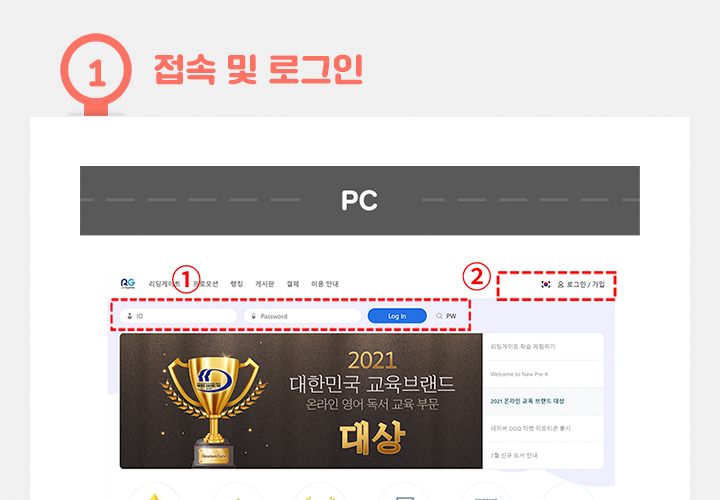 1 접속 및 로그인
PC
① ②
RG 리딩게이트 프로모션 랭킹 게시판 결제 이용 안내 로그인 / 가입
ID Password Log In PW
2021
대한민국 교육브랜드
온라인 영어 독서 교육 부문
대상
리딩게이트 학습 체험하기
Welcome to New Pre-K
2021 온라인 교육 브랜드 대상
네이버 OGQ 마켓 이모티콘 출시
7월 신규 도서 안내